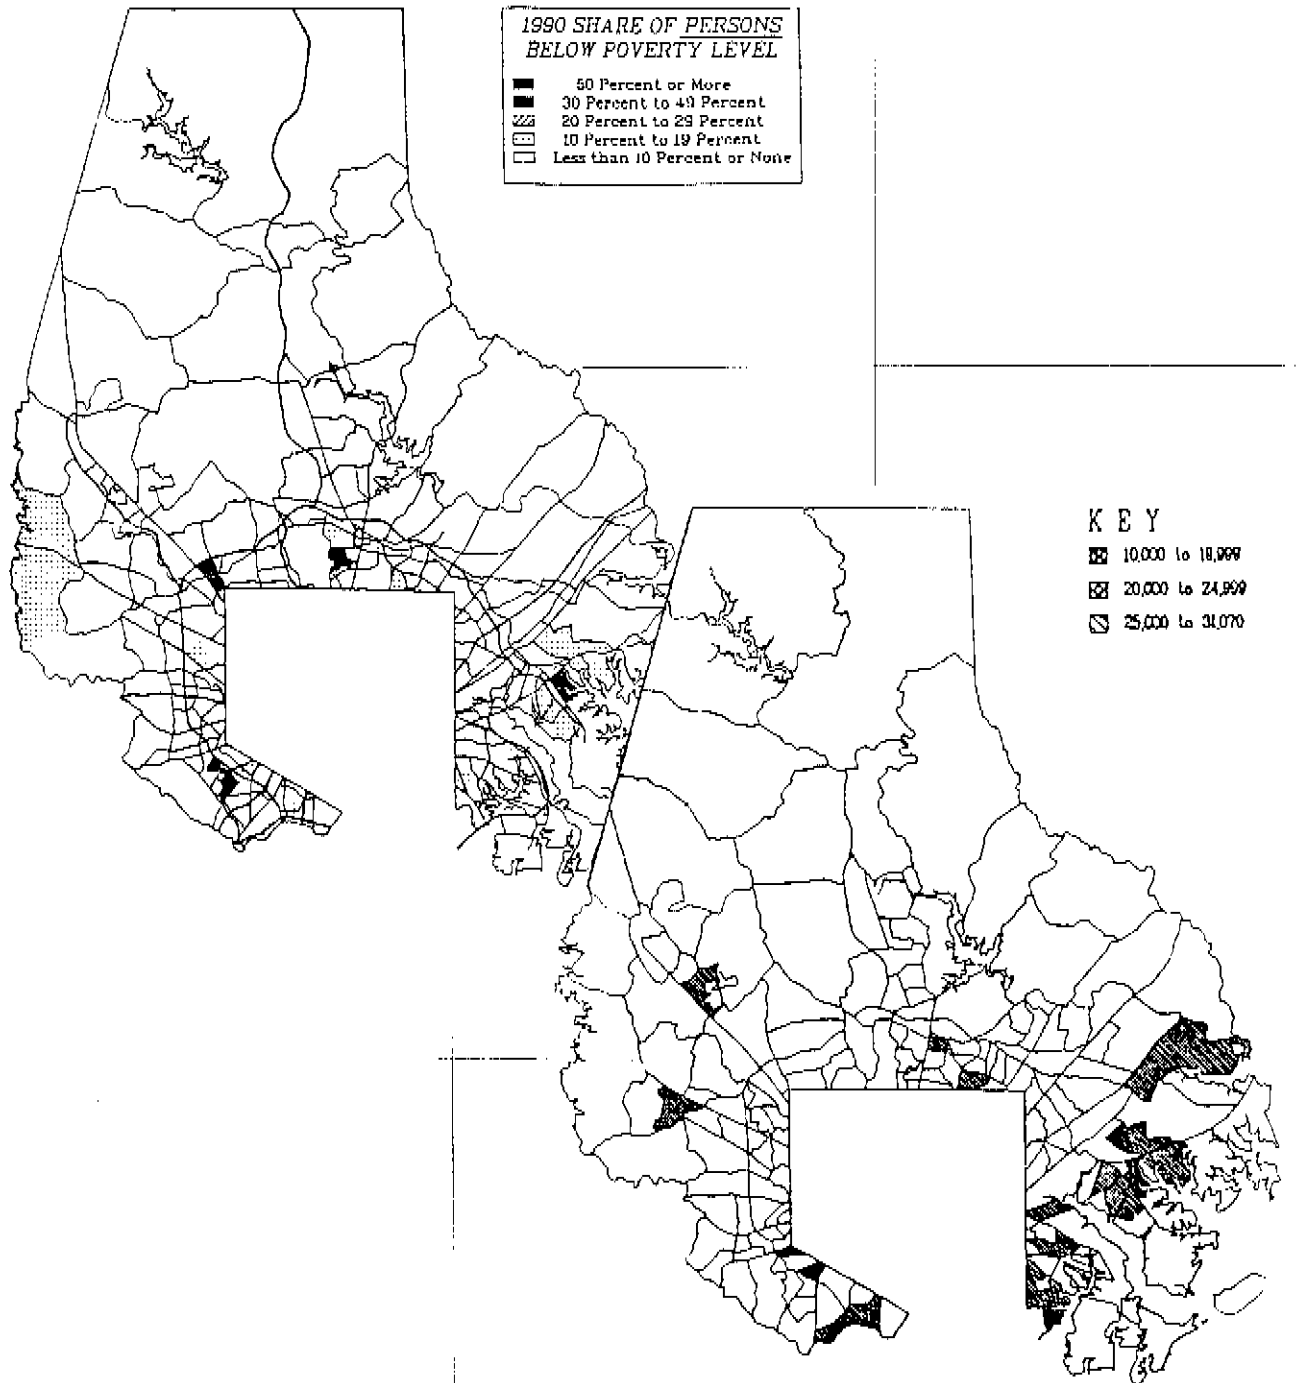 1990 SHARE OF PERSONS
BELOW POVERTY LEVEL
50 Percent or More
30 Percent to 49 Percent
20 Percent to 29 Percent
10 Percent to 19 Percent
Less than 10 Percent or None
KEY
10,000 to 19,999
20,000 to 24,999
25,000 to 31,070